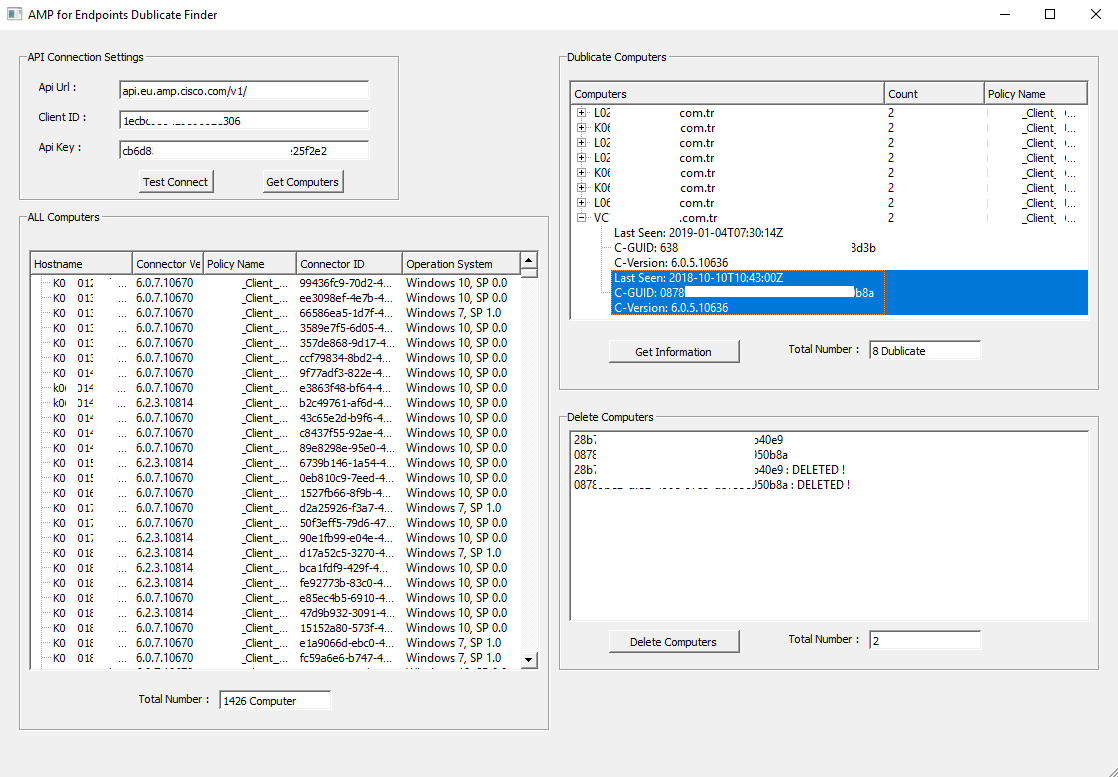 AMP for Endpoints Dublicate Finder
API Connection Settings
Api Url :
api.eu.amp.cisco.com/v1/
Client ID :
1ecbc 306
Api Key :
cb6d8 25f2e2
Test Connect Get Computers
ALL Computers
Hostname Connector Ve Policy Name Connector ID Operation System
K0 012 ... 6.0.7.10670 _Client_... 99436fc9-70d2-4... Windows 10, SP 0.0
K0 013 ... 6.0.7.10670 _Client_... ee3098ef-4e7b-4... Windows 10, SP 0.0
K0 013 ... 6.0.7.10670 _Client_... 66586ea5-1d7f-4... Windows 7, SP 1.0
K0 013 ... 6.0.7.10670 _Client_... 3589e7f5-6d05-4... Windows 10, SP 0.0
K0 013 ... 6.0.7.10670 _Client_... 357de868-9d17-4... Windows 10, SP 0.0
K0 013 ... 6.0.7.10670 _Client_... ccf79834-8bd2-4... Windows 10, SP 0.0
K0 014 ... 6.0.7.10670 _Client_... 9f77adf3-822e-4... Windows 10, SP 0.0
k0 014 ... 6.0.7.10670 _Client_... e3863f48-bf64-4... Windows 10, SP 0.0
k0 014 ... 6.2.3.10814 _Client_... b2c49761-af6d-4... Windows 10, SP 0.0
K0 014 ... 6.0.7.10670 _Client_... 43c65e2d-b9f6-4... Windows 10, SP 0.0
K0 014 ... 6.0.7.10670 _Client_... c8437f55-92ae-4... Windows 10, SP 0.0
K0 014 ... 6.0.7.10670 _Client_... 89e8298e-95e0-4... Windows 10, SP 0.0
K0 015 ... 6.2.3.10814 _Client_... 6739b146-1a54-4... Windows 10, SP 0.0
K0 015 ... 6.0.7.10670 _Client_... 0eb810c9-7eed-4... Windows 10, SP 0.0
K0 016 ... 6.0.7.10670 _Client_... 1527fb66-8f9b-4... Windows 10, SP 0.0
K0 017 ... 6.0.7.10670 _Client_... d2a25926-f3a7-4... Windows 7, SP 1.0
K0 017 ... 6.0.7.10670 _Client_... 50f3eff5-79d6-47... Windows 10, SP 0.0
K0 017 ... 6.2.3.10814 _Client_... 90e1fb99-e04e-4... Windows 10, SP 0.0
K0 018 ... 6.2.3.10814 _Client_... d17a52c5-3270-4... Windows 7, SP 1.0
K0 018 ... 6.2.3.10814 _Client_... bca1fdf9-429f-4... Windows 10, SP 0.0
K0 018 ... 6.2.3.10814 _Client_... fe92773b-83c0-4... Windows 10, SP 0.0
K0 018 ... 6.0.7.10670 _Client_... e85ec4b5-6910-4... Windows 10, SP 0.0
K0 018 ... 6.2.3.10814 _Client_... 47d9b932-3091-4... Windows 10, SP 0.0
K0 018 ... 6.0.7.10670 _Client_... 15152a80-573f-4... Windows 10, SP 0.0
K0 018 ... 6.0.7.10670 _Client_... e1a9066d-ebc0-4... Windows 7, SP 1.0
K0 018 ... 6.0.7.10670 _Client_... fc59a6e6-b747-4... Windows 7, SP 1.0
Total Number : 1426 Computer
Dublicate Computers
Computers Count Policy Name
L02 com.tr 2 _Client_ ...
K06 com.tr 2 _Client_ ...
L02 com.tr 2 _Client_ ...
L02 com.tr 2 _Client_ ...
K06 com.tr 2 _Client_ ...
K06 com.tr 2 _Client_ ...
L06 com.tr 2 _Client_ ...
VC .com.tr 2 _Client_ ...
Last Seen: 2019-01-04T07:30:14Z
C-GUID: 638 3d3b
C-Version: 6.0.5.10636
Last Seen: 2018-10-10T10:43:00Z
C-GUID: 0878 b8a
C-Version: 6.0.5.10636
Get Information Total Number : 8 Dublicate
Delete Computers
28b7 b40e9
0878 050b8a
28b7 b40e9 : DELETED !
0878 050b8a : DELETED !
Delete Computers Total Number : 2